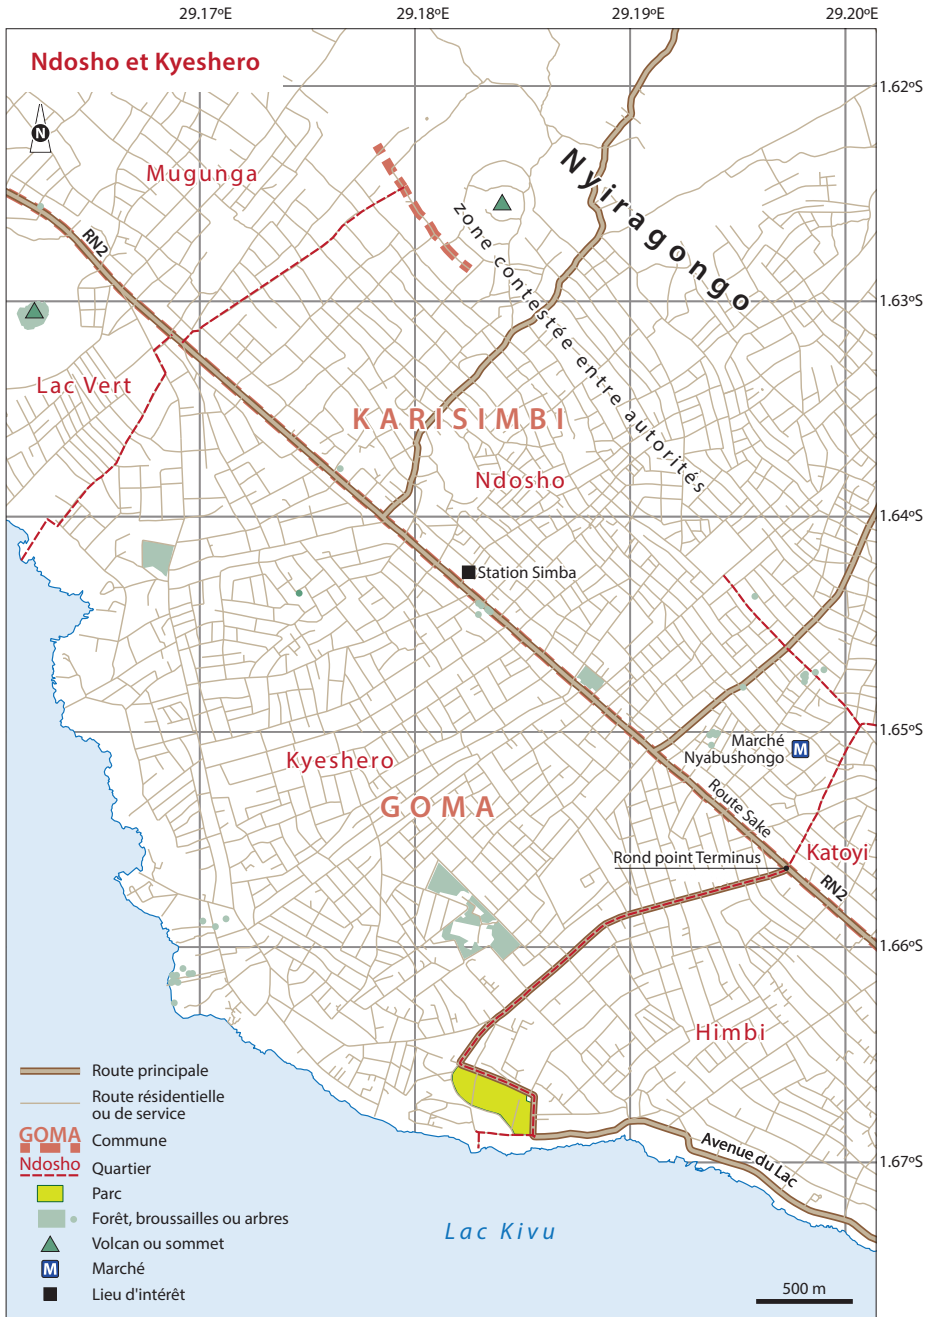 29.17ºE 29.18ºE 29.19ºE 29.20ºE
Ndosho et Kyeshero
1.62ºS
N
Mugunga
Nyiragongo
zone contestée entre autorités
RN2
1.63ºS
Lac Vert
KARISIMBI
Ndosho
1.64ºS
Station Simba
1.65ºS
Marché
Nyabushongo
M
Kyeshero
GOMA
Route Sake
Rond point Terminus
Katoyi
RN2
1.66ºS
Himbi
Avenue du Lac
1.67ºS
Lac Kivu
Route principale
Route résidentielle
ou de service
GOMA Commune
Ndosho Quartier
Parc
Forêt, broussailles ou arbres
Volcan ou sommet
M Marché
Lieu d'intérêt
500 m